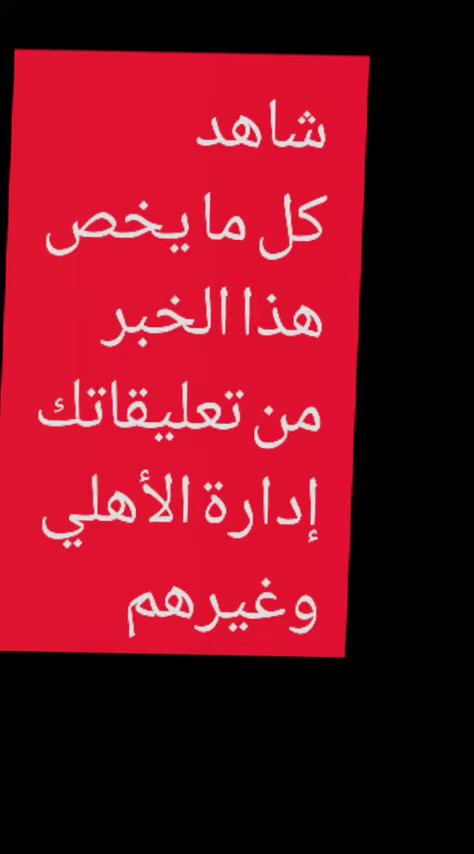 شاهد
كل ما يخص
هذا الخبر
من تعليقاتك
إدارة الأهلي
وغيرهم